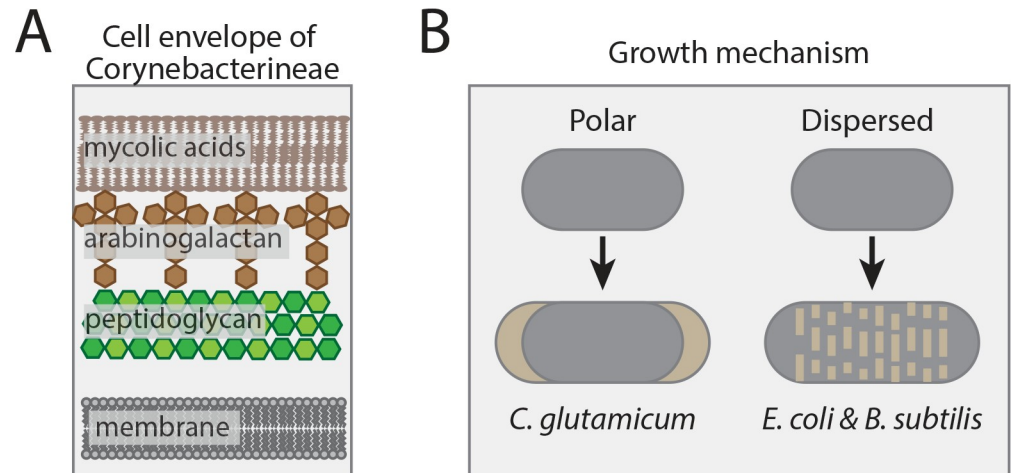 A
Cell envelope of
Corynebacterineae
mycolic acids
arabinogalactan
peptidoglycan
membrane
B
Growth mechanism
Polar
Dispersed
C. glutamicum
E. coli & B. subtilis